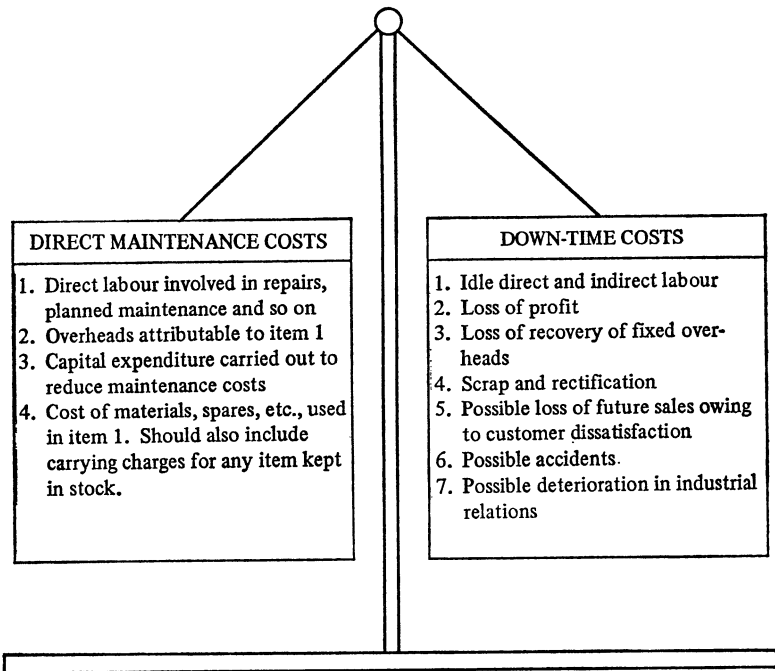 DIRECT MAINTENANCE COSTS
1. Direct labour involved in repairs,
planned maintenance and so on
2. Overheads attributable to item 1
3. Capital expenditure carried out to
reduce maintenance costs
4. Cost of materials, spares, etc., used
in item 1. Should also include
carrying charges for any item kept
in stock.
DOWN-TIME COSTS
1. Idle direct and indirect labour
2. Loss of profit
3. Loss of recovery of fixed over-
heads
4. Scrap and rectification
5. Possible loss of future sales owing
to customer dissatisfaction
6. Possible accidents.
7. Possible deterioration in industrial
relations